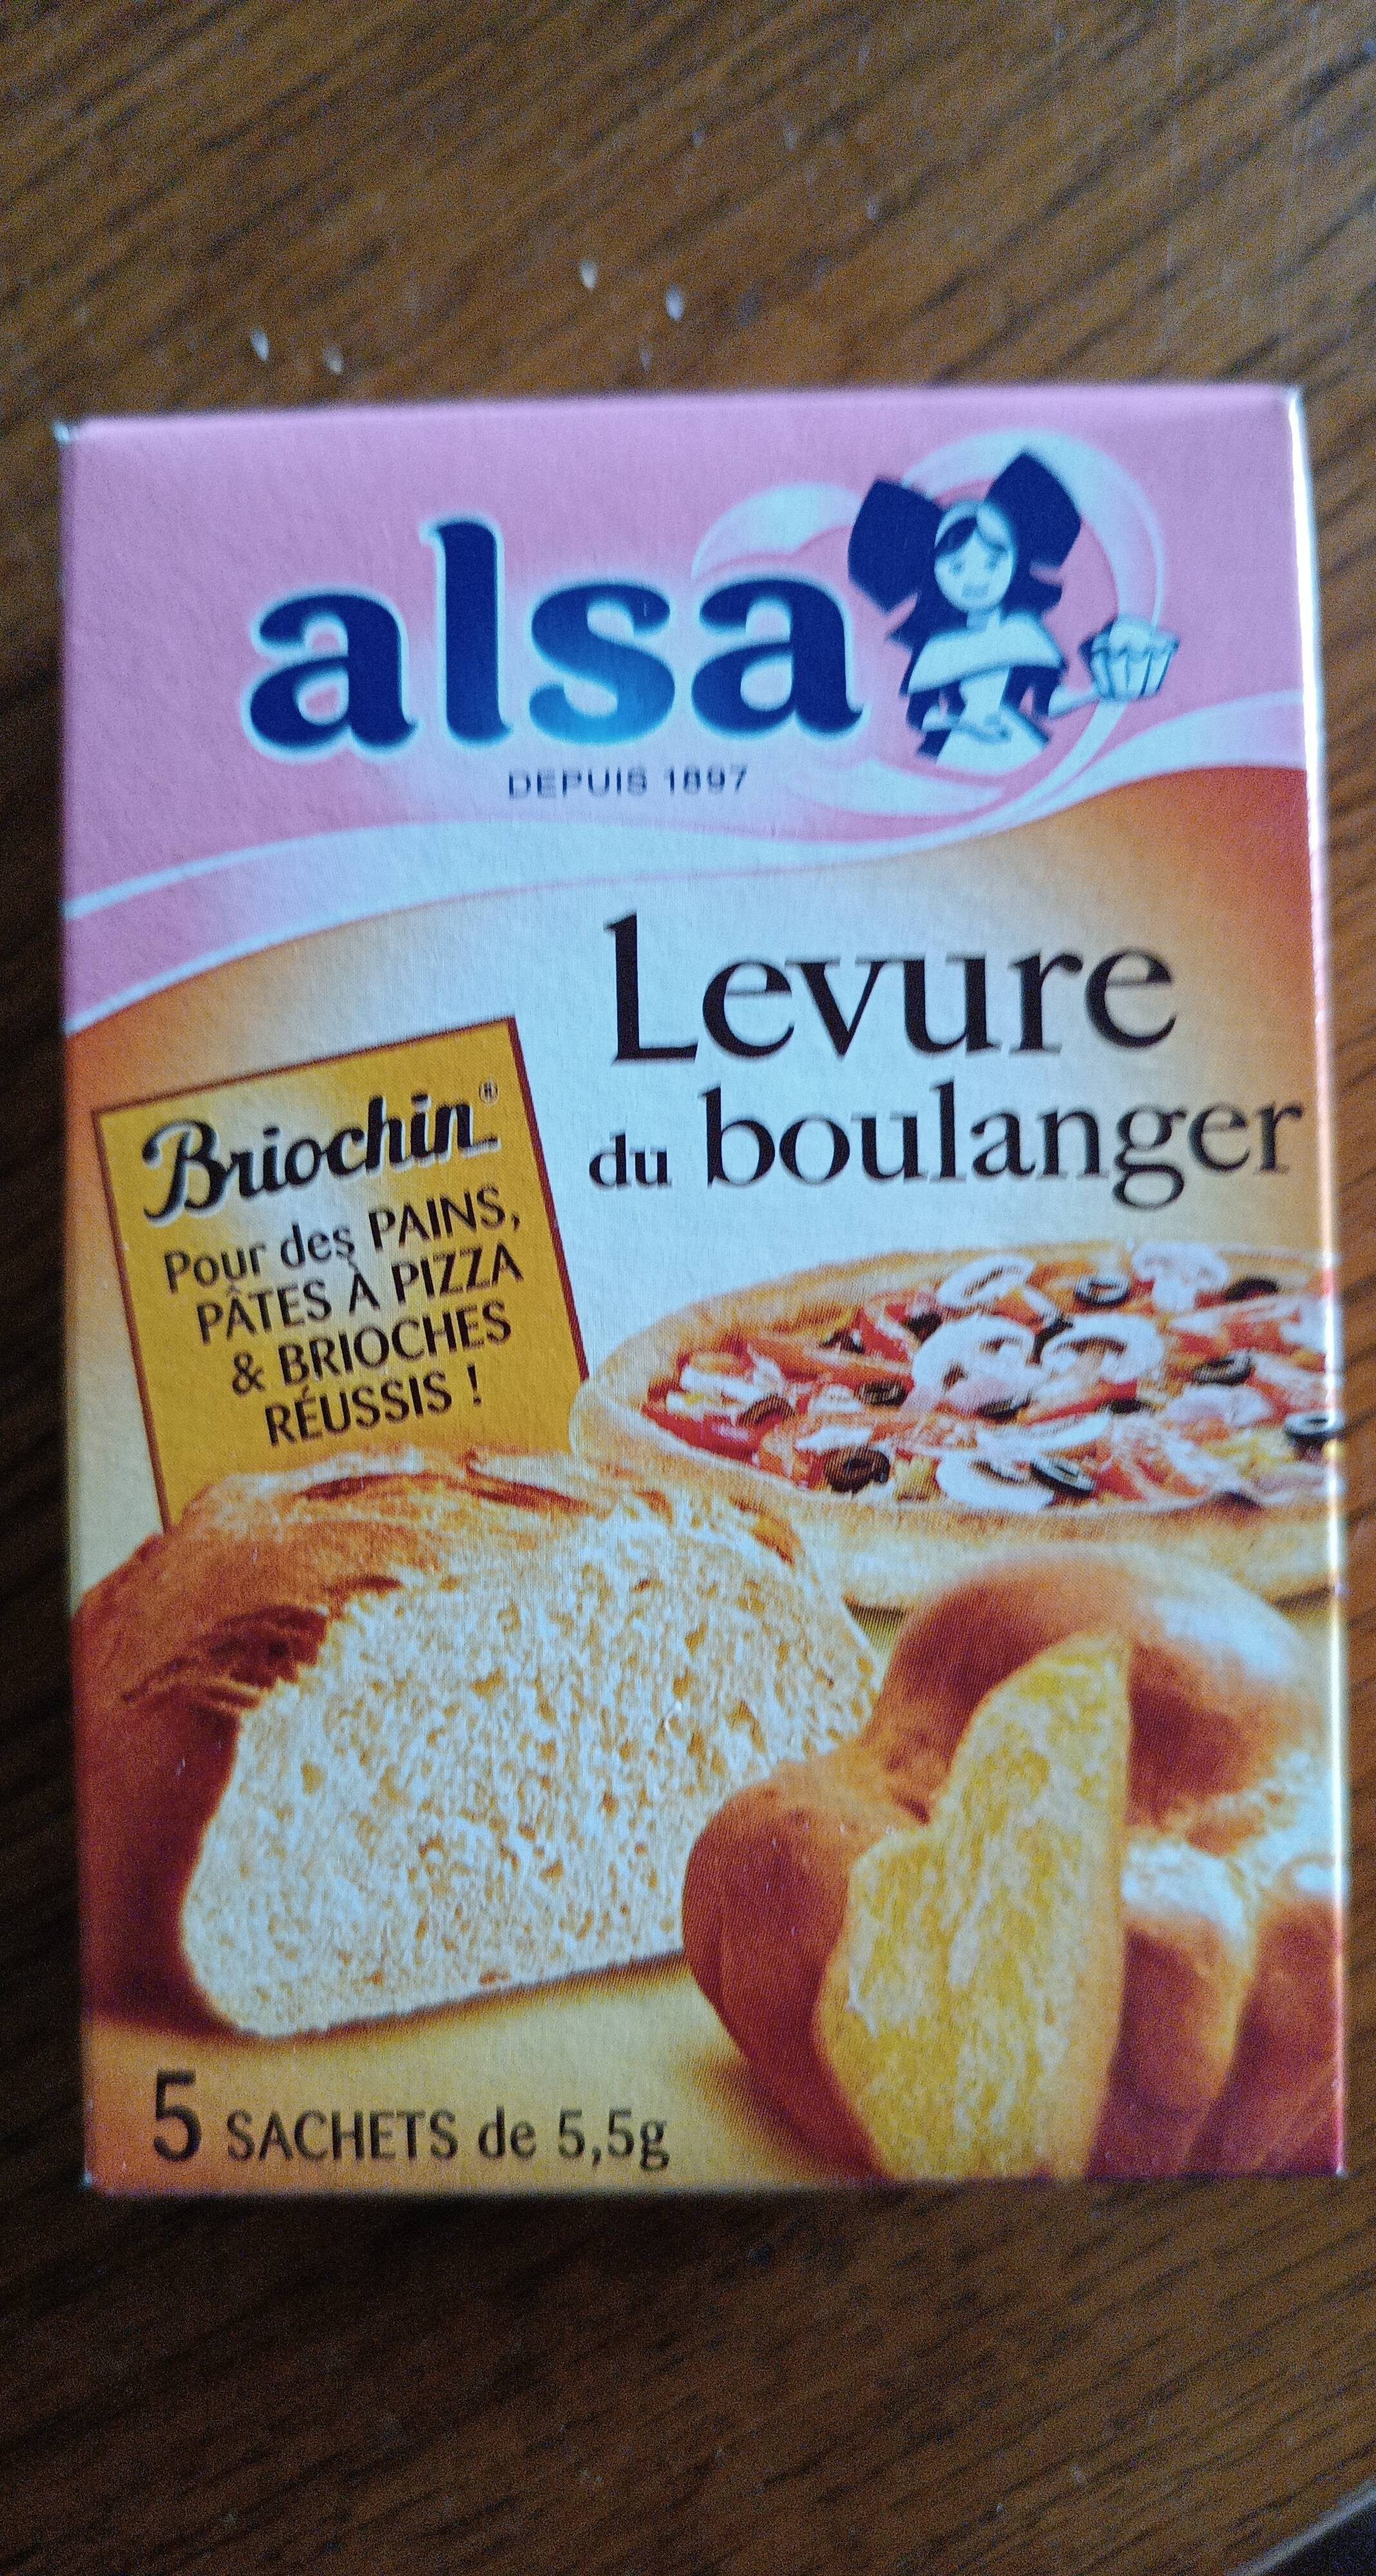 alsa
DEPUIS 1897
Levure
du boulanger
Briochin®
Pour des PAINS,
PÂTES À PIZZA
& BRIOCHES
RÉUSSIS !
5 SACHETS de 5,5g